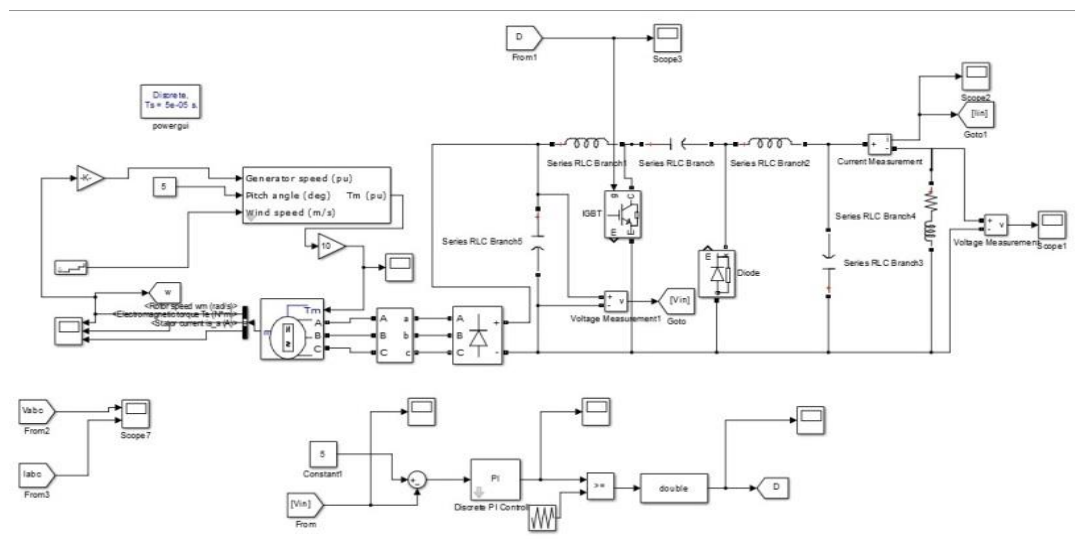 D
From1
Scope3
Discrete,
Ts = 5e-05 s.
powergui
Scope2
[Iin]
Goto1
i
+
-
Current Measurement
Series RLC Branch1
Series RLC Branch
Series RLC Branch2
-K-
Generator speed (pu)
5
Pitch angle (deg)
Tm (pu)
Wind speed (m/s)
g
C
IGBT
E
Series RLC Branch4
10
Series RLC Branch5
E
Diode
Series RLC Branch3
+
-
v
Voltage Measurement
Scope1
w
<Rotor speed wm (rad/s)>
<Electromagnetic torque Te (N*m)>
<Stator current is_a (A)>
+
-
v
[Vin]
Voltage Measurement1
Goto
Tm
m
A
B
C
A
B
C
a
b
c
A
B
C
+
-
Vabc
From2
Scope7
Iabc
From3
5
Constant1
[Vin]
From
PI
Discrete PI Control
>=
double
D